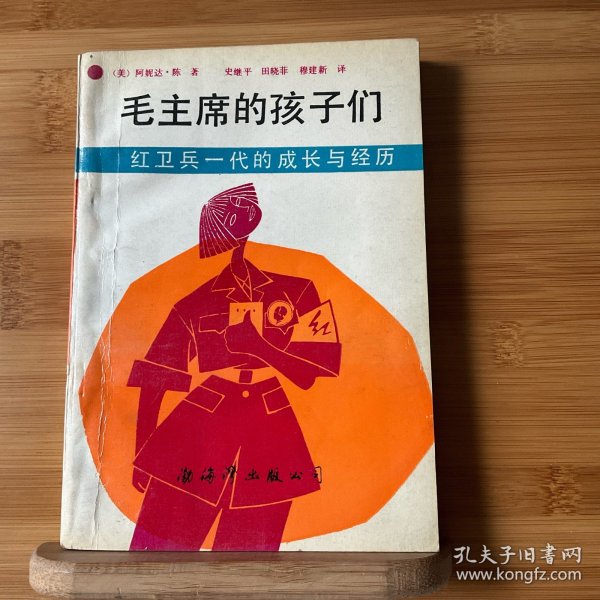 （美）阿妮达·陈 著 史继平 田晓菲 穆建新 译
毛主席的孩子们
红卫兵一代的成长与经历
红
渤海湾出版公司
孔夫子旧书网
www.kongfz.com